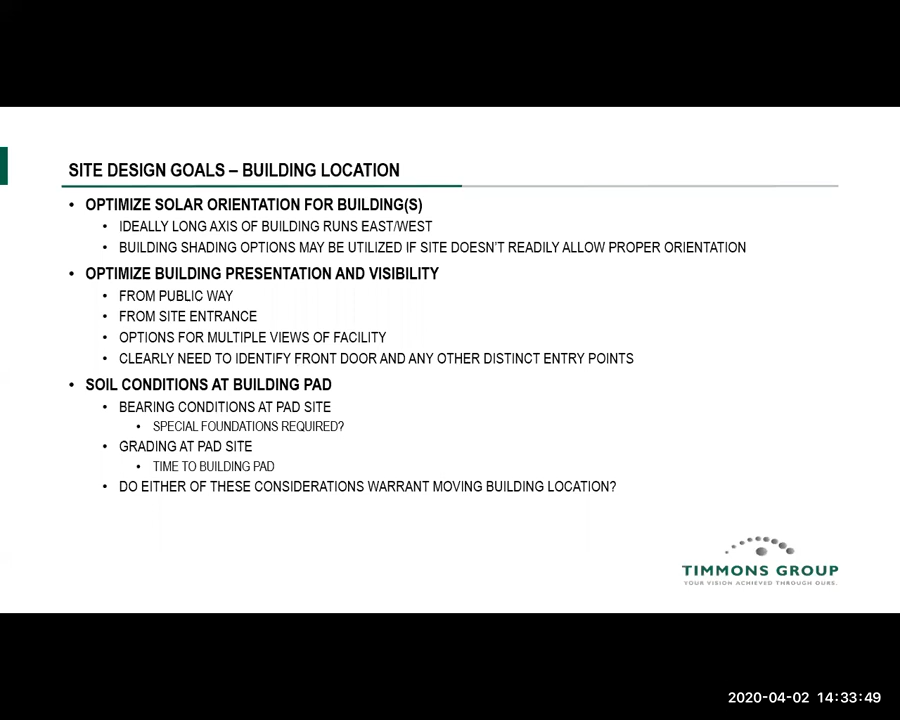 SITE DESIGN GOALS – BUILDING LOCATION
• OPTIMIZE SOLAR ORIENTATION FOR BUILDING(S)
• IDEALLY LONG AXIS OF BUILDING RUNS EAST/WEST
• BUILDING SHADING OPTIONS MAY BE UTILIZED IF SITE DOESN'T READILY ALLOW PROPER ORIENTATION
• OPTIMIZE BUILDING PRESENTATION AND VISIBILITY
• FROM PUBLIC WAY
• FROM SITE ENTRANCE
• OPTIONS FOR MULTIPLE VIEWS OF FACILITY
• CLEARLY NEED TO IDENTIFY FRONT DOOR AND ANY OTHER DISTINCT ENTRY POINTS
• SOIL CONDITIONS AT BUILDING PAD
• BEARING CONDITIONS AT PAD SITE
• SPECIAL FOUNDATIONS REQUIRED?
• GRADING AT PAD SITE
• TIME TO BUILDING PAD
• DO EITHER OF THESE CONSIDERATIONS WARRANT MOVING BUILDING LOCATION?
TIMMONS GROUP
YOUR VISION ACHIEVED THROUGH OURS.
2020-04-02 14:33:49